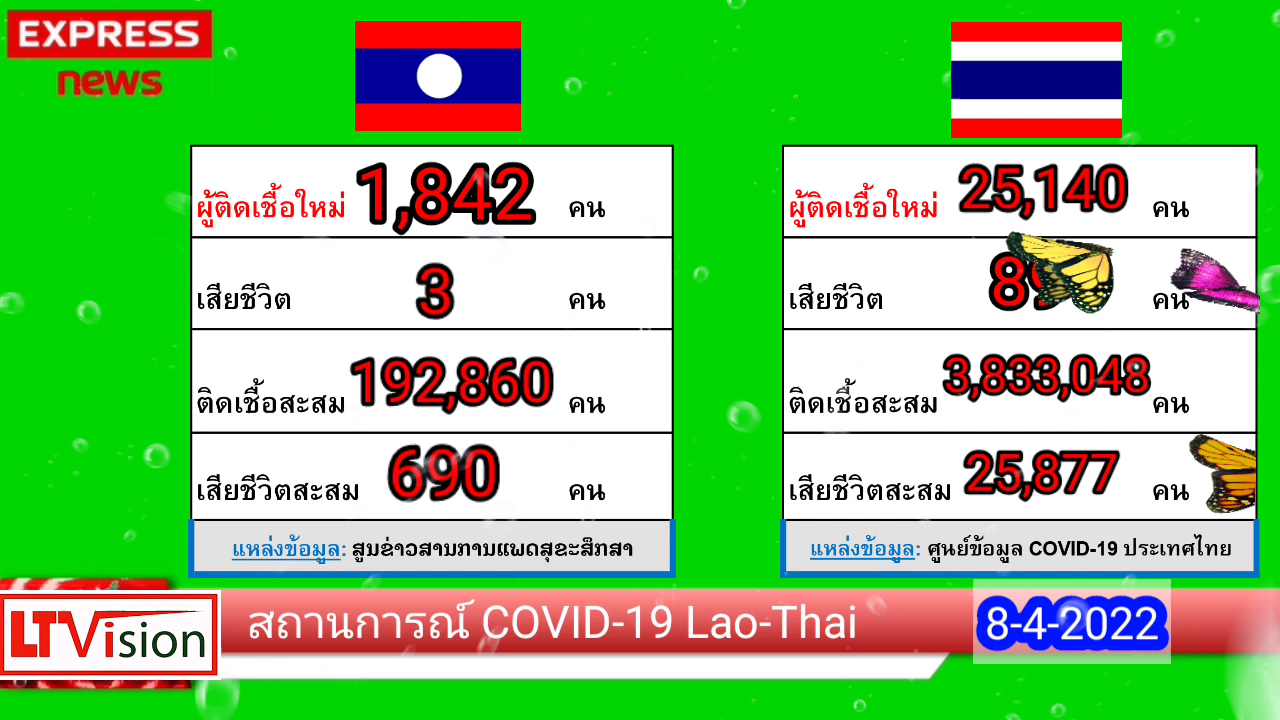 EXPRESS
news
ผู้ติดเชื้อใหม่ 1,842 คน
เสียชีวิต 3 คน
ติดเชื้อสะสม 192,860 คน
เสียชีวิตสะสม 690 คน
แหล่งข้อมูล: สูนຂ่าวสานทานแพดสຸຂะສຶກສา
ผู้ติดเชื้อใหม่ 25,140 คน
เสียชีวิต คน
ติดเชื้อสะสม 3,833,048 คน
เสียชีวิตสะสม 25,877 คน
แหล่งข้อมูล: ศูนย์ข้อมูล COVID-19 ประเทศไทย
LTVision
สถานการณ์ COVID-19 Lao-Thai
8-4-2022